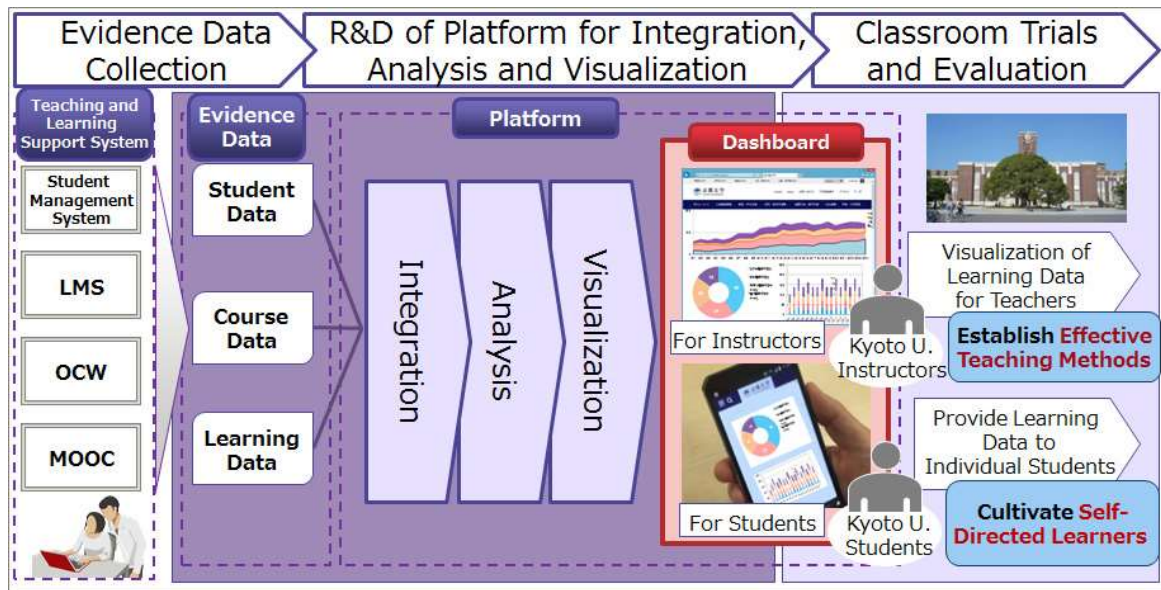 Evidence Data
Collection
R&D of Platform for Integration,
Analysis and Visualization
Classroom Trials
and Evaluation
Teaching and
Learning
Support System
Student
Management
System
LMS
OCW
MOOC
Evidence
Data
Student
Data
Course
Data
Learning
Data
Platform
Integration
Analysis
Visualization
Dashboard
For Instructors
For Students
Kyoto U.
Instructors
Kyoto U.
Students
Visualization of
Learning Data
for Teachers
Establish Effective
Teaching Methods
Provide Learning
Data to
Individual Students
Cultivate Self-
Directed Learners